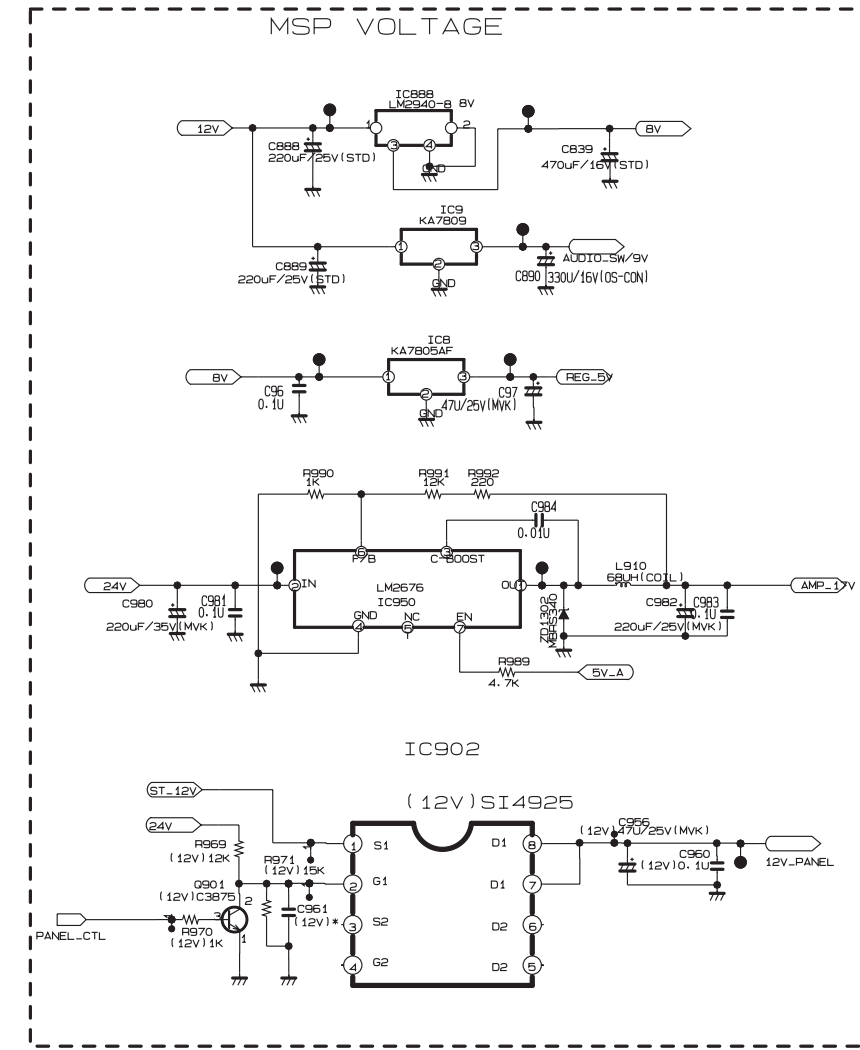 MSP VOLTAGE
IC888
LM2940-8 8V
12V
1
2
3
4
GND
C888
220uF/25V(STD)
8V
C839
470uF/16V(STD)
IC9
KA7809
1
3
2
GND
C889
220uF/25V(STD)
AUDIO_SW/9V
C890
330U/16V(OS-CON)
IC8
KA7805AF
8V
1
3
2
GND
C96
0.1U
C97
47U/25V(MVK)
REG_5V
R990
1K
R991
12K
R992
220
C984
0.01U
6
F/B
3
C-BOOST
24V
2
IN
LM2676
IC950
OUT
1
GND
4
NC
5
EN
7
C980
220uF/35V(MVK)
C981
0.1U
ZD1302
MBRS340
L910
68UH(COIL)
C982
220uF/25V(MVK)
C983
0.1U
AMP_17V
R989
4.7K
5V_A
IC902
(12V)SI4925
ST_12V
24V
R969
(12V)12K
R971
(12V)15K
Q901
(12V)C3875
2
3
1
PANEL_CTL
R970
(12V)1K
C961
(12V)*
1
S1
2
G1
3
S2
4
G2
D1
8
D1
7
D2
6
D2
5
C956
(12V)47U/25V(MVK)
C960
(12V)0.1U
12V_PANEL